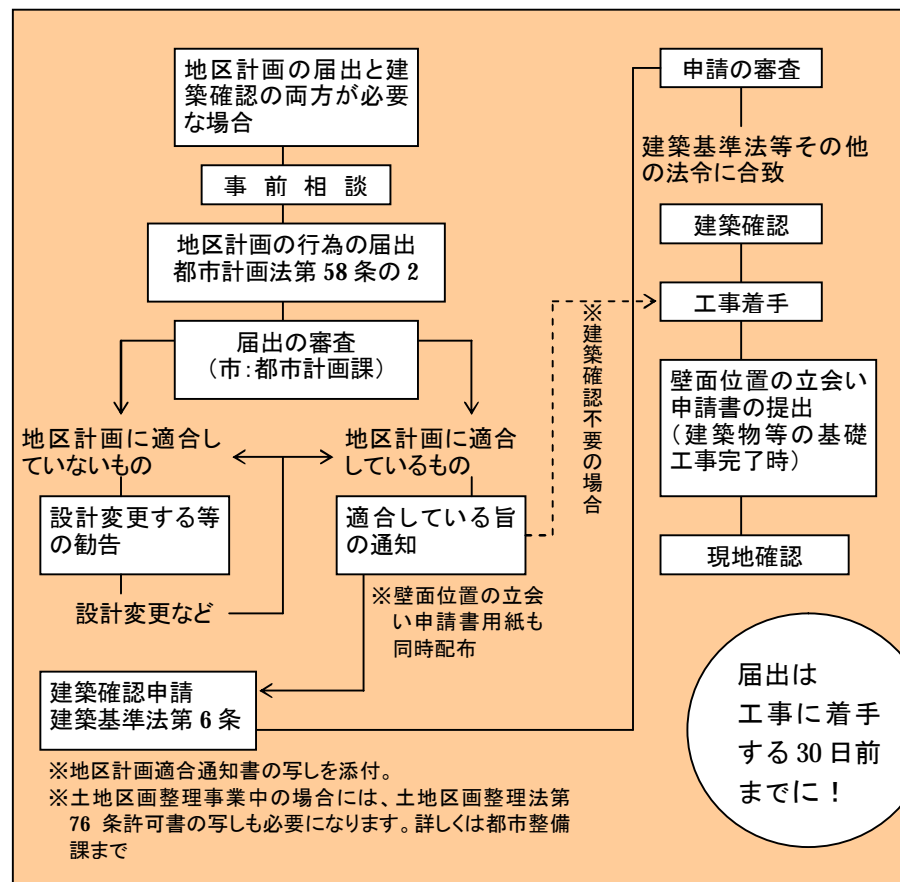 地区計画の届出と建
築確認の両方が必要
な場合
事 前 相 談
地区計画の行為の届出
都市計画法第 58 条の 2
届出の審査
（市：都市計画課）
地区計画に適合し
ていないもの
地区計画に適合
しているもの
設計変更する等
の勧告
適合している旨
の通知
設計変更など
※壁面位置の立会
い申請書用紙も
同時配布
※建築確認不要の場合
建築確認申請
建築基準法第 6 条
※地区計画適合通知書の写しを添付。
※土地区画整理事業中の場合には、土地区画整理法第
76 条許可書の写しも必要になります。詳しくは都市整備
課まで
申請の審査
建築基準法等その他
の法令に合致
建築確認
工事着手
壁面位置の立会い
申請書の提出
（建築物等の基礎
工事完了時）
現地確認
届出は
工事に着手
する 30 日前
までに！